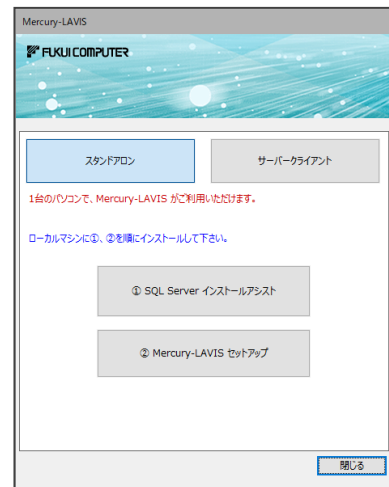 Mercury-LAVIS
FUKUI COMPUTER
スタンドアロン
サーバークライアント
1台のパソコンで、Mercury-LAVIS がご利用いただけます。
ローカルマシンに①、②を順にインストールして下さい。
① SQL Server インストールアシスト
② Mercury-LAVIS セットアップ
閉じる